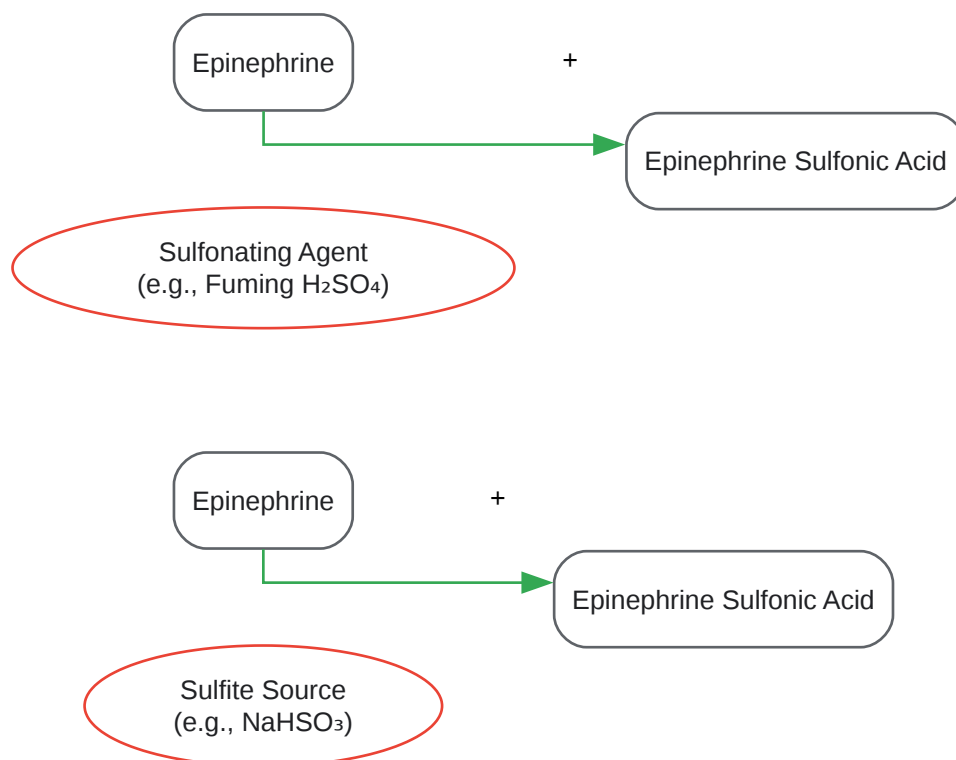 Epinephrine
+
Epinephrine Sulfonic Acid
Sulfonating Agent
(e.g., Fuming H₂SO₄)
Epinephrine
+
Epinephrine Sulfonic Acid
Sulfite Source
(e.g., NaHSO₃)